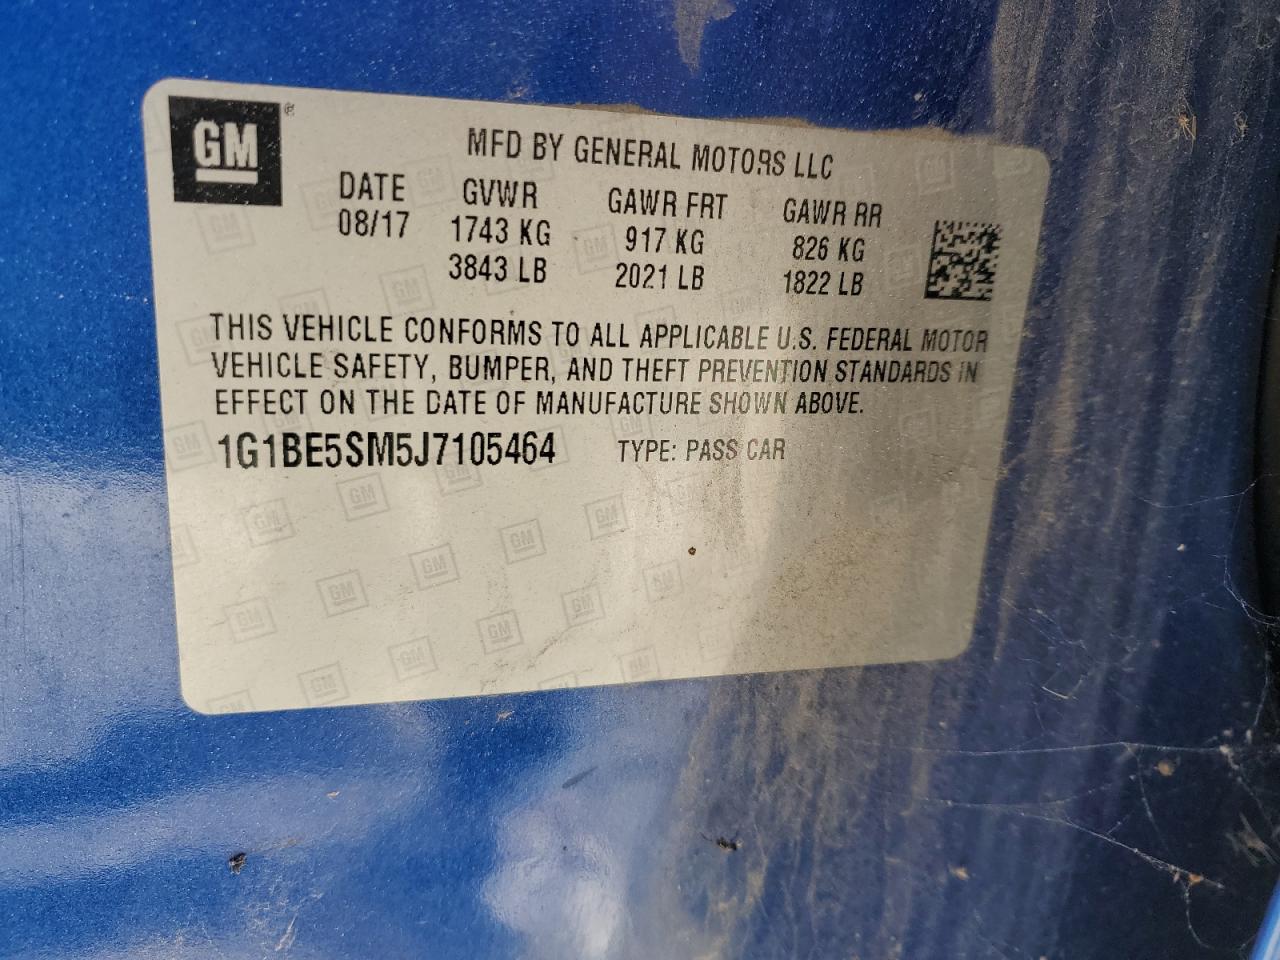 GM ®
MFD BY GENERAL MOTORS LLC
DATE GVWR GAWR FRT GAWR RR
08/17 1743 KG 917 KG 826 KG
3843 LB 2021 LB 1822 LB
THIS VEHICLE CONFORMS TO ALL APPLICABLE U.S. FEDERAL MOTOR
VEHICLE SAFETY, BUMPER, AND THEFT PREVENTION STANDARDS IN
EFFECT ON THE DATE OF MANUFACTURE SHOWN ABOVE.
1G1BE5SM5J7105464 TYPE: PASS CAR